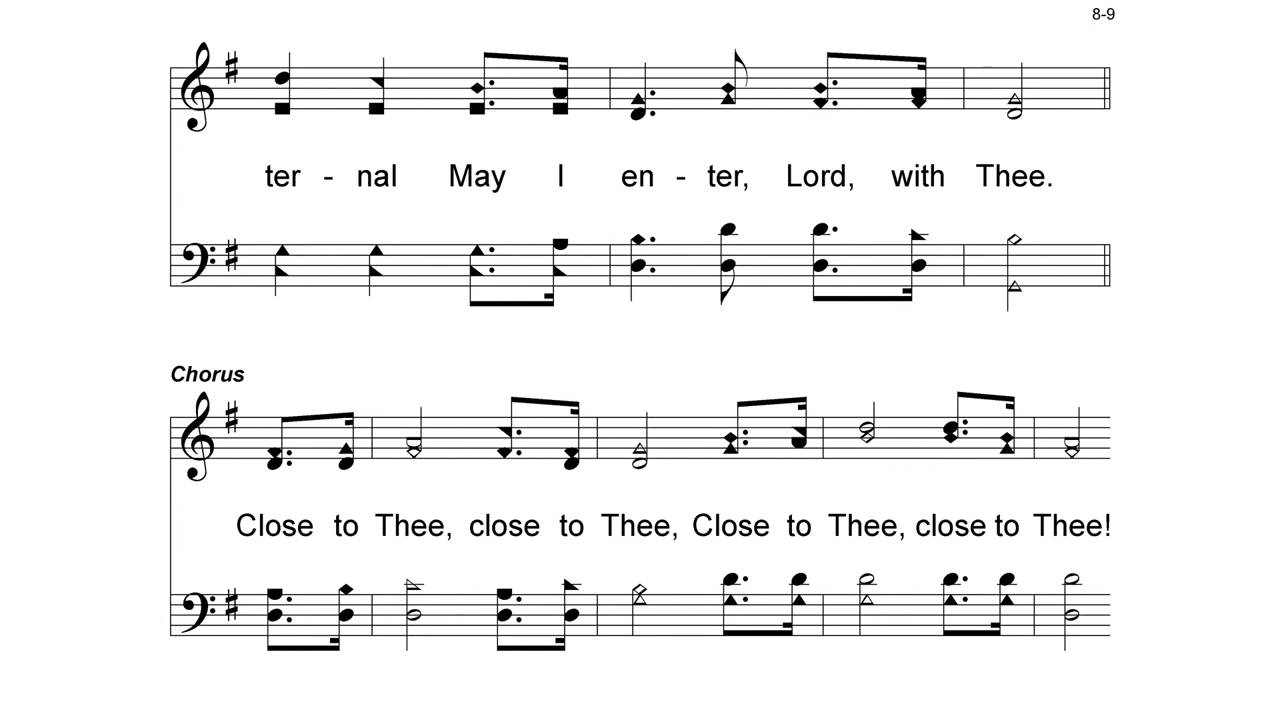 8-9
ter - nal May I en - ter, Lord, with Thee.
Chorus
Close to Thee, close to Thee, Close to Thee, close to Thee!